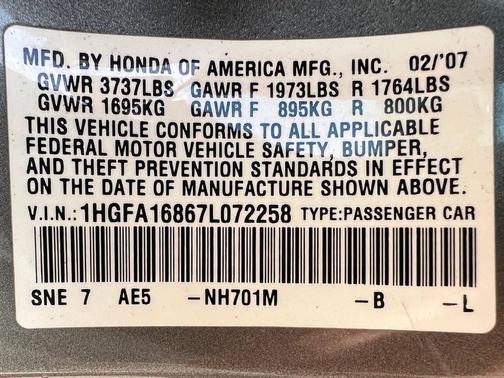 MFD. BY HONDA OF AMERICA MFG., INC. 02/'07
GVWR 3737LBS GAWR F 1973LBS R 1764LBS
GVWR 1695KG GAWR F 895KG R 800KG
THIS VEHICLE CONFORMS TO ALL APPLICABLE
FEDERAL MOTOR VEHICLE SAFETY, BUMPER,
AND THEFT PREVENTION STANDARDS IN EFFECT
ON THE DATE OF MANUFACTURE SHOWN ABOVE.
V.I.N.: 1HGFA16867L072258 TYPE:PASSENGER CAR
SNE 7 AE5 -NH701M -B -L